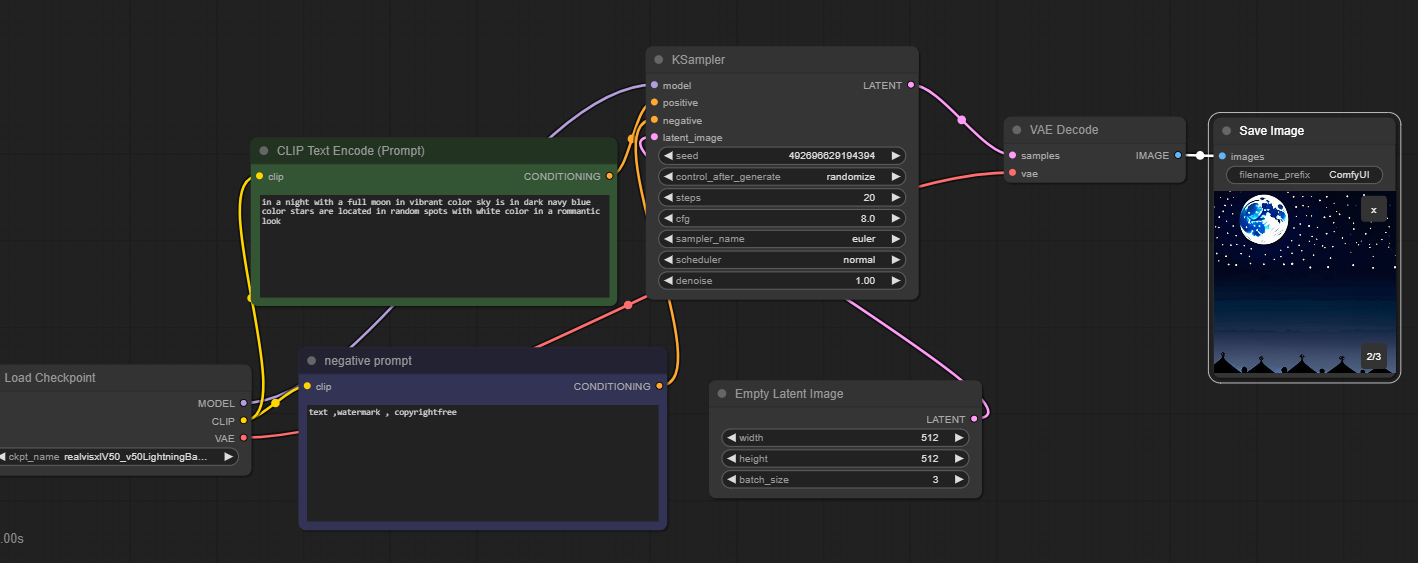 KSampler
model
LATENT
positive
negative
latent_image
seed 492696629194394
control_after_generate randomize
steps 20
cfg 8.0
sampler_name euler
scheduler normal
denoise 1.00
CLIP Text Encode (Prompt)
clip
CONDITIONING
in a night with a full moon in vibrant color sky is in dark navy blue
color stars are located in random spots with white color in a rommantic
look
VAE Decode
samples
IMAGE
vae
Save Image
images
filename_prefix ComfyUI
x
2/3
Load Checkpoint
MODEL
CLIP
VAE
ckpt_name realvisxlV50_v50LightningBa...
negative prompt
clip
CONDITIONING
text ,watermark , copyrightfree
Empty Latent Image
LATENT
width 512
height 512
batch_size 3
.00s